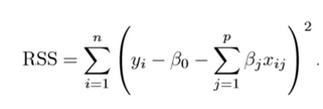 RSS = \sum_{i=1}^{n} \left( y_i - \beta_0 - \sum_{j=1}^{p} \beta_j x_{ij} \right)^2 .